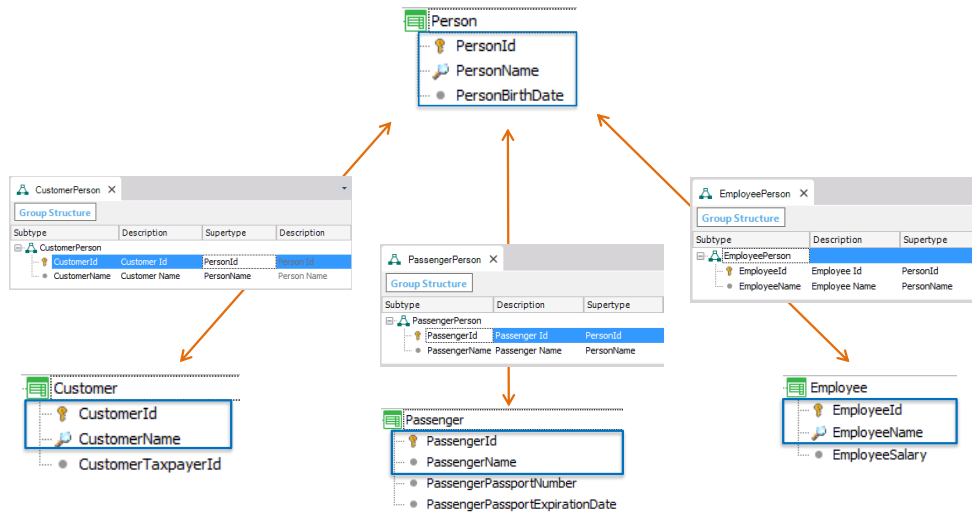 Person
PersonId
PersonName
PersonBirthDate
CustomerPerson
Group Structure
Subtype Description Supertype Description
CustomerPerson
CustomerId Customer Id PersonId Person Id
CustomerName Customer Name PersonName Person Name
PassengerPerson
Group Structure
Subtype Description Supertype
PassengerPerson
PassengerId Passenger Id PersonId
PassengerName Passenger Name PersonName
EmployeePerson
Group Structure
Subtype Description Supertype
EmployeePerson
EmployeeId Employee Id PersonId
EmployeeName Employee Name PersonName
Customer
CustomerId
CustomerName
CustomerTaxpayerId
Passenger
PassengerId
PassengerName
PassengerPassportNumber
PassengerPassportExpirationDate
Employee
EmployeeId
EmployeeName
EmployeeSalary